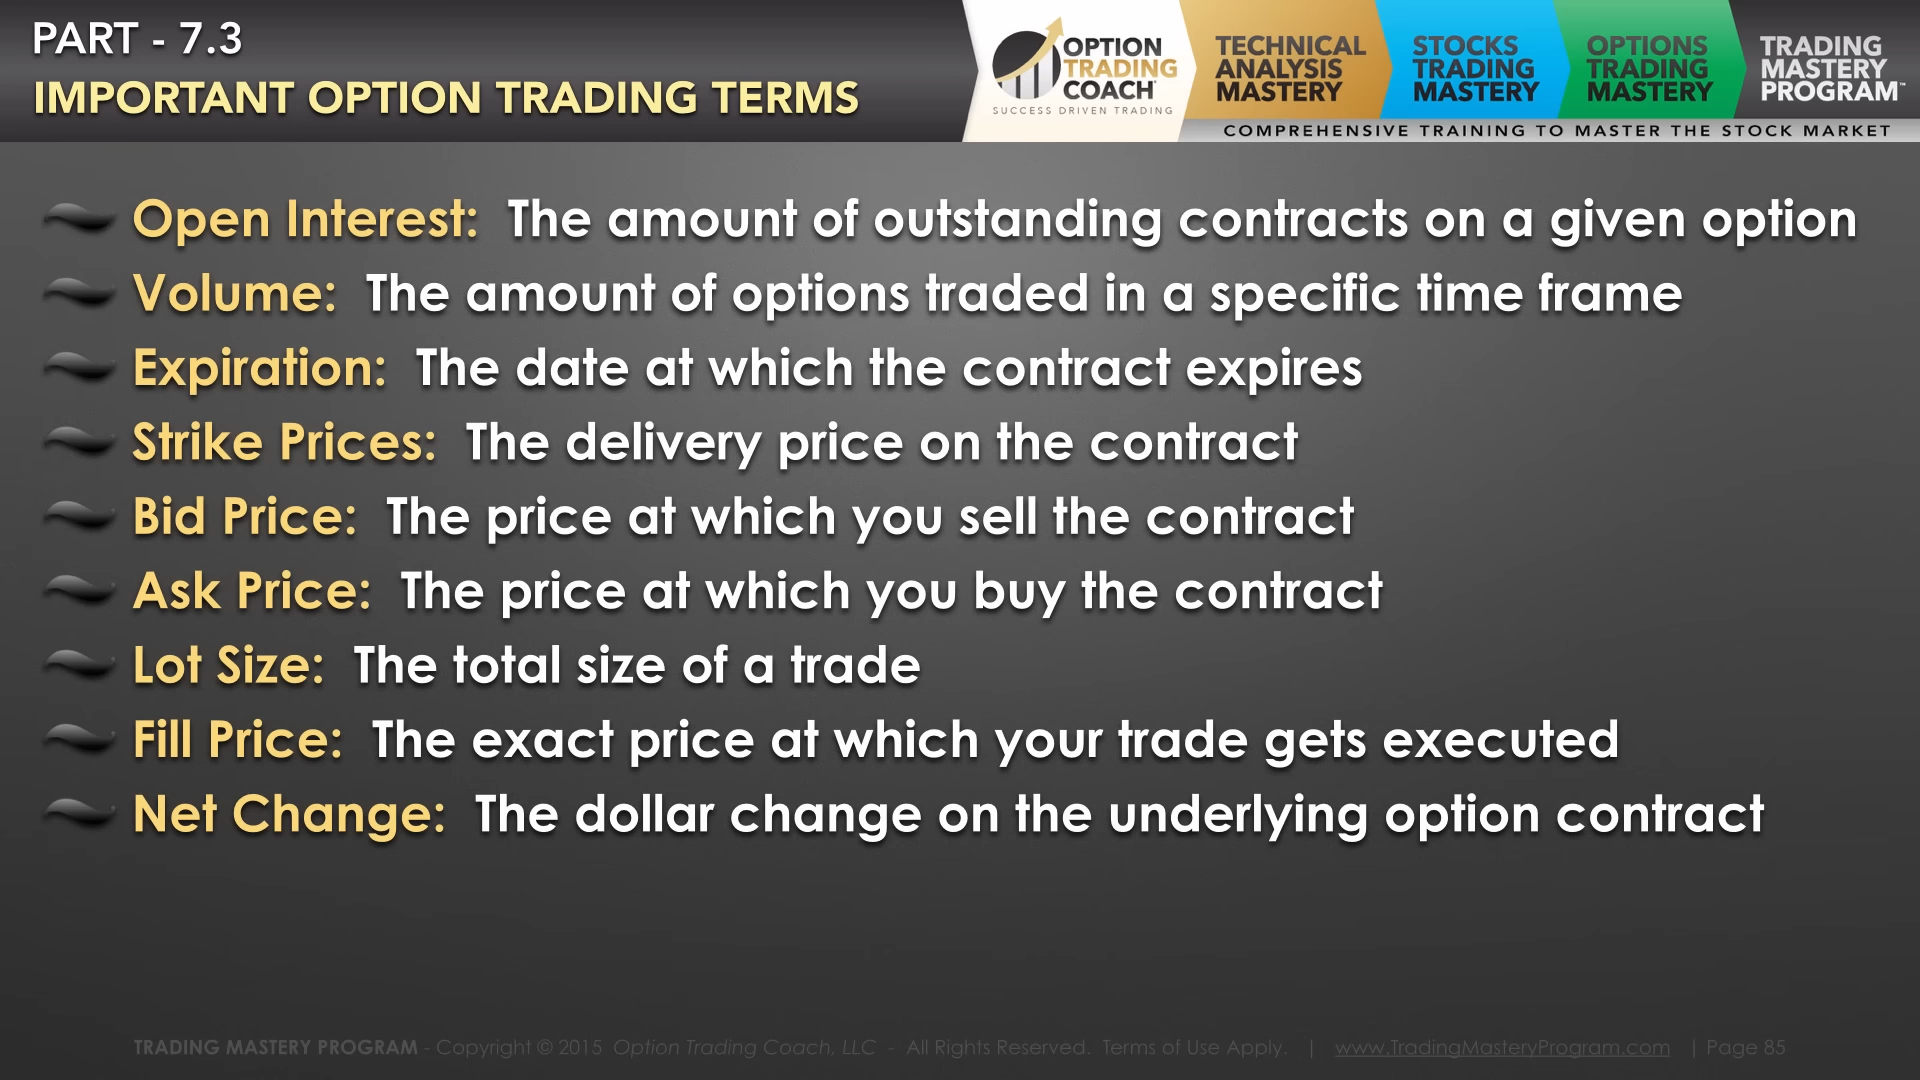 PART - 7.3
IMPORTANT OPTION TRADING TERMS
OPTION
TRADING
COACH
SUCCESS DRIVEN TRADING
TECHNICAL
ANALYSIS
MASTERY
STOCKS
TRADING
MASTERY
OPTIONS
TRADING
MASTERY
TRADING
MASTERY
PROGRAM™
COMPREHENSIVE TRAINING TO MASTER THE STOCK MARKET
Open Interest: The amount of outstanding contracts on a given option
Volume: The amount of options traded in a specific time frame
Expiration: The date at which the contract expires
Strike Prices: The delivery price on the contract
Bid Price: The price at which you sell the contract
Ask Price: The price at which you buy the contract
Lot Size: The total size of a trade
Fill Price: The exact price at which your trade gets executed
Net Change: The dollar change on the underlying option contract
TRADING MASTERY PROGRAM - Copyright © 2015 Option Trading Coach, LLC - All Rights Reserved. Terms of Use Apply. | www.TradingMasteryProgram.com | Page 85